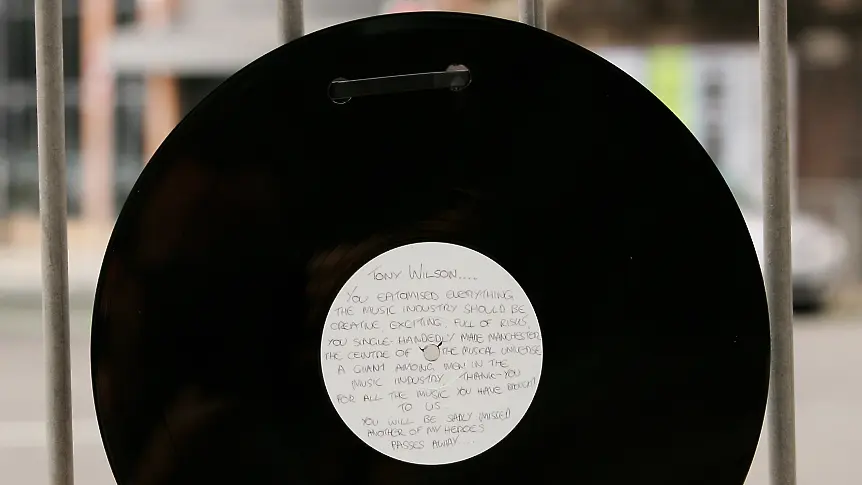 TONY WILSON....
YOU EPTOMISED EVERYTHING
THE MUSIC INDUSTRY SHOULD BE
CREATIVE, EXCITING, FULL OF RISKS,
YOU SINGLE-HANDEDLY MADE MANCHESTER
THE CEINTRE OF THE MUSICAL UNIVERSE
A GIANT AMONG MEN IN THE
MUSIC INDUSTRY, THANK-YOU
FOR ALL THE MUSIC YOU HAVE BROUGHT
TO US...
YOU WILL BE SADLY MISSED
ANOTHER OF MY HEROES
PASSES AWAY....